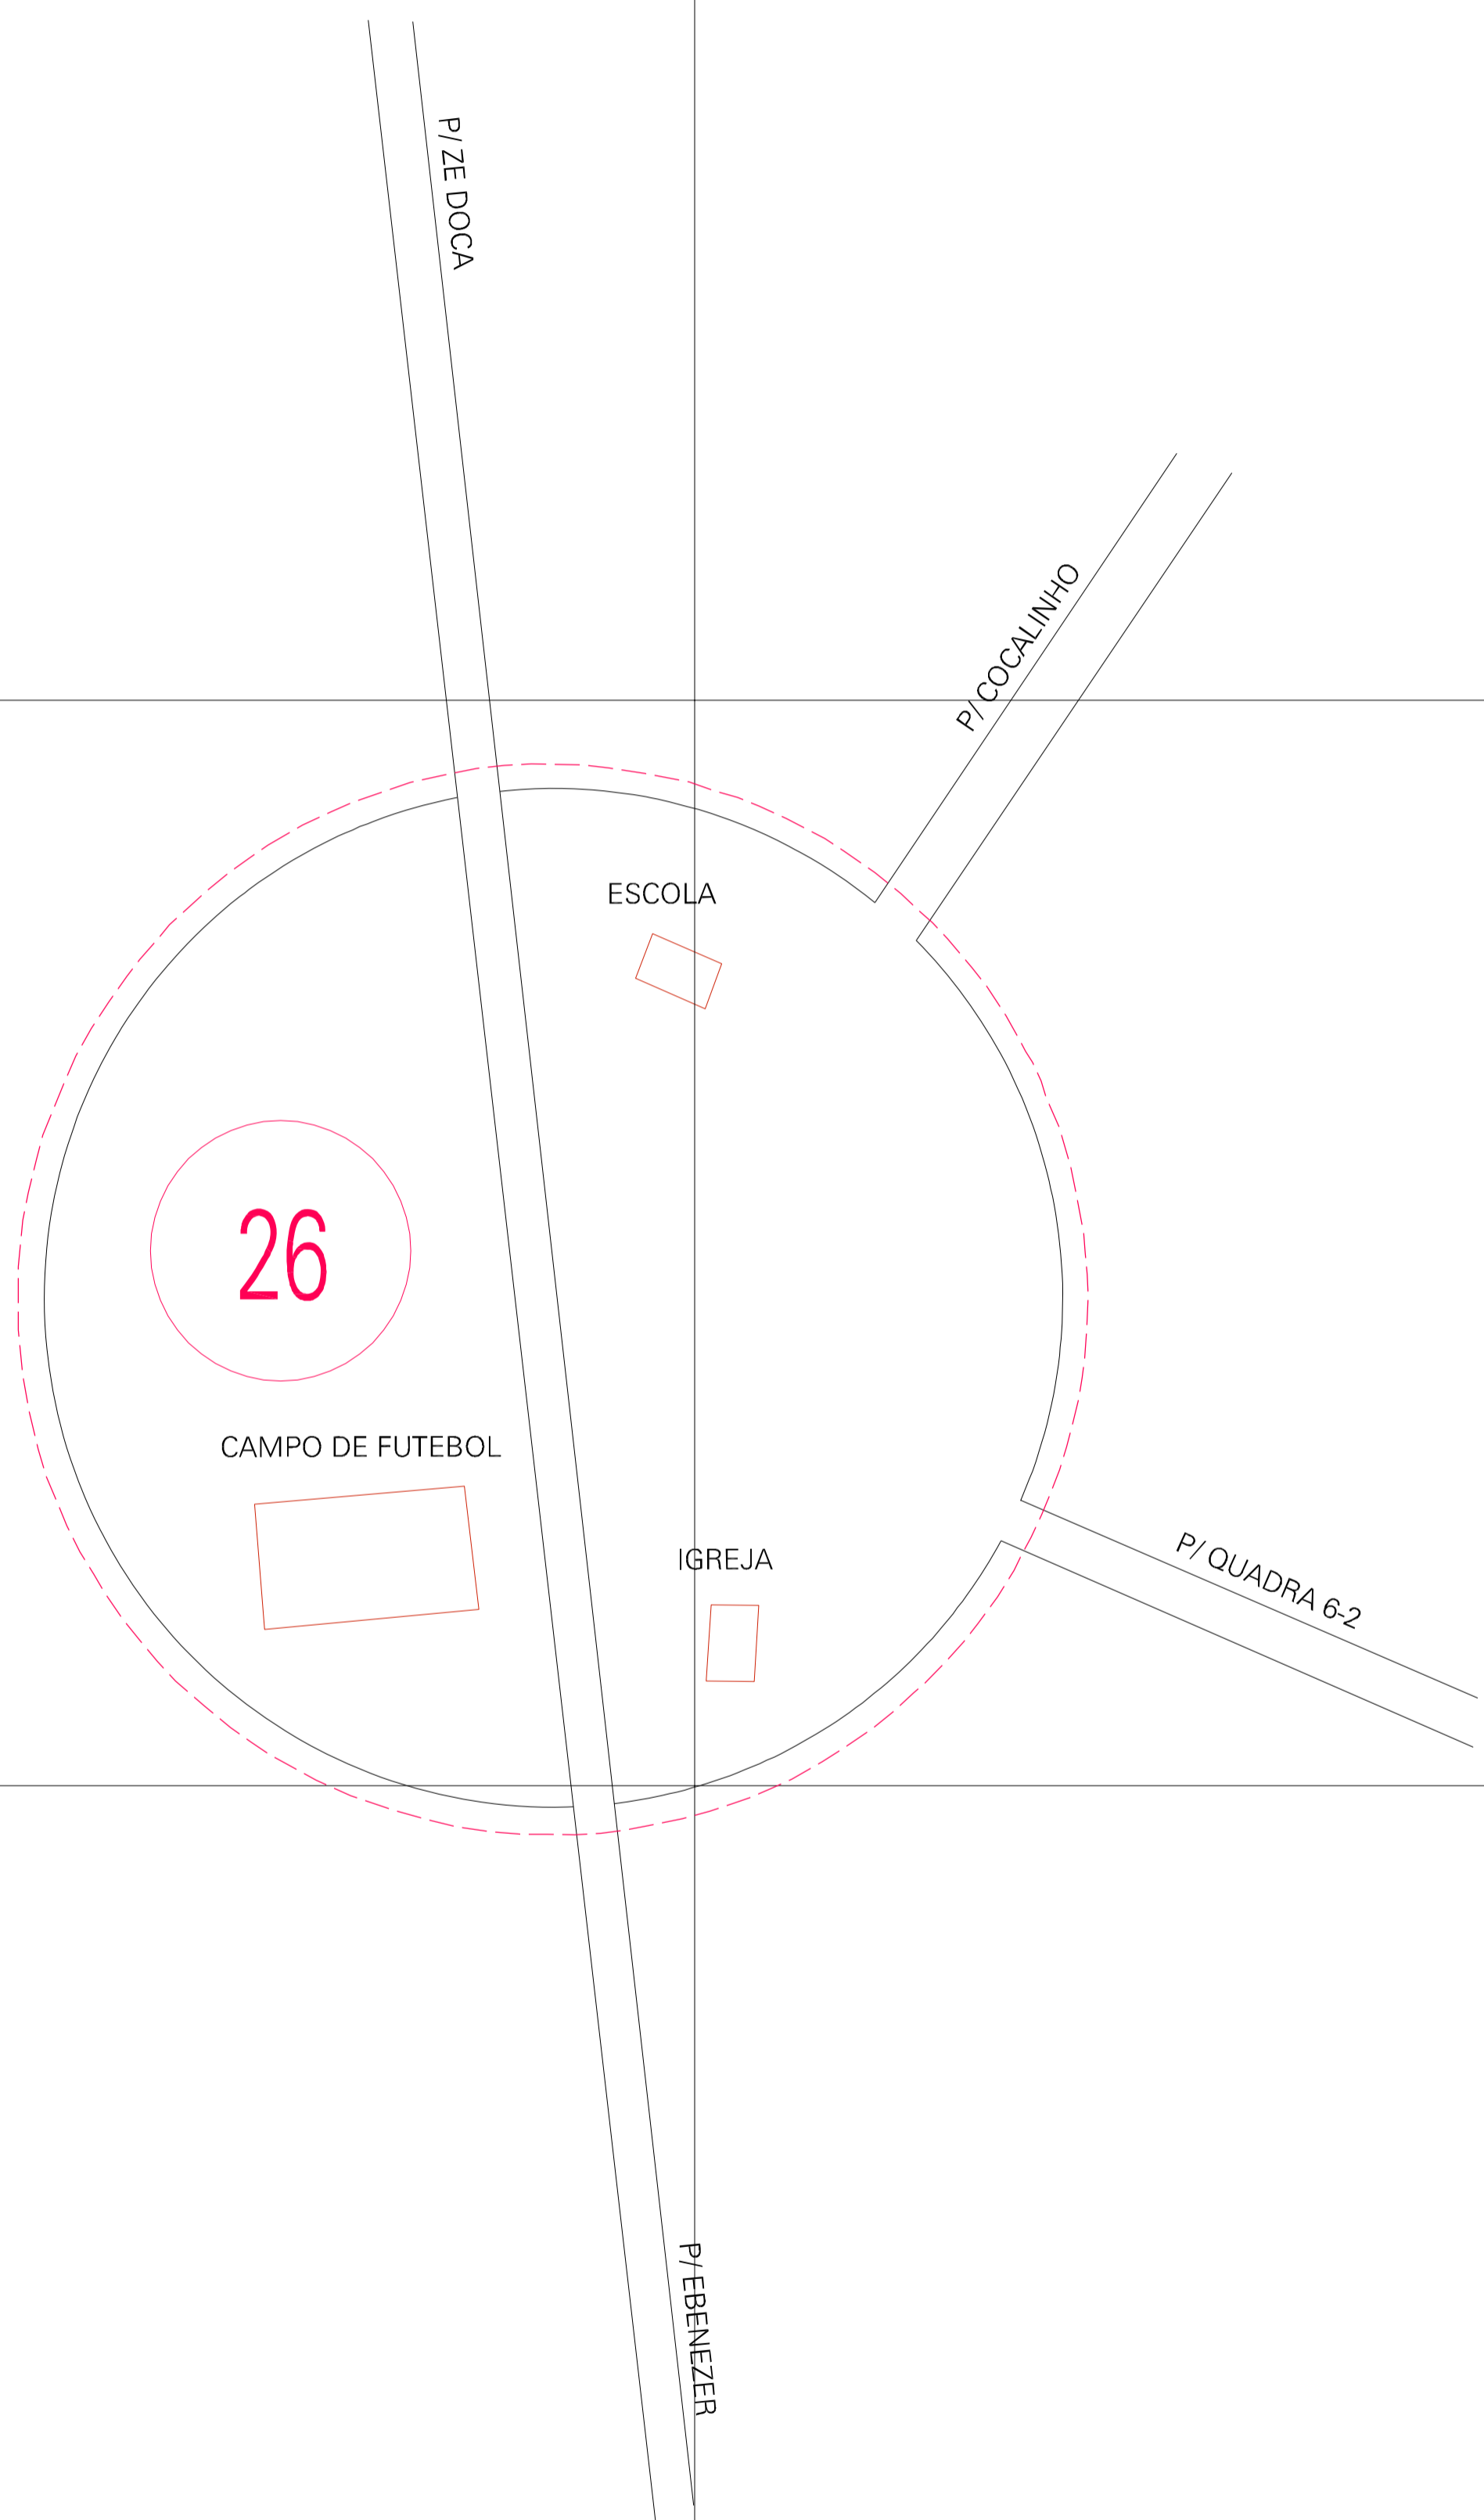 P/ ZE DOCA
P/ COCALINHO
ESCOLA
26
CAMPO DE FUTEBOL
IGREJA
P/ QUADRA 6-2
P/ EBENEZER